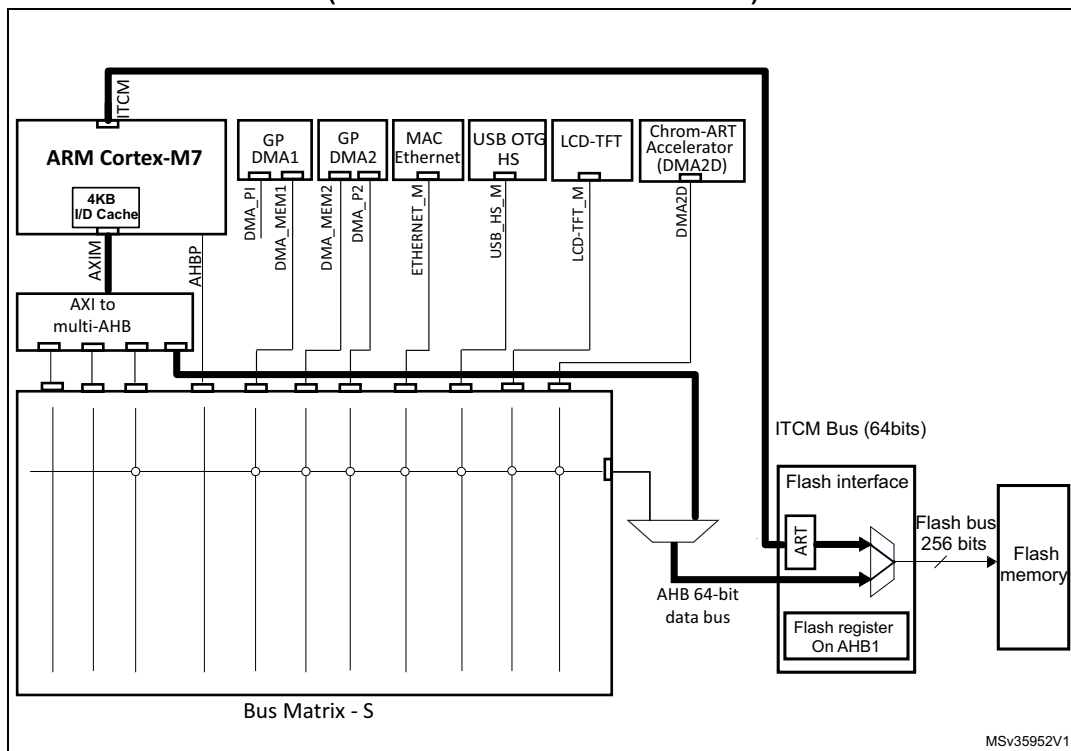 ITCM
ARM Cortex-M7
4KB
I/D Cache
GP
DMA1
GP
DMA2
MAC
Ethernet
USB OTG
HS
LCD-TFT
Chrom-ART
Accelerator
(DMA2D)
AXIM
AHBP
DMA_PI
DMA_MEM1
DMA_MEM2
DMA_P2
ETHERNET_M
USB_HS_M
LCD-TFT_M
DMA2D
AXI to
multi-AHB
ITCM Bus (64bits)
Flash interface
ART
Flash bus
256 bits
Flash
memory
AHB 64-bit
data bus
Flash register
On AHB1
Bus Matrix - S
MSv35952V1